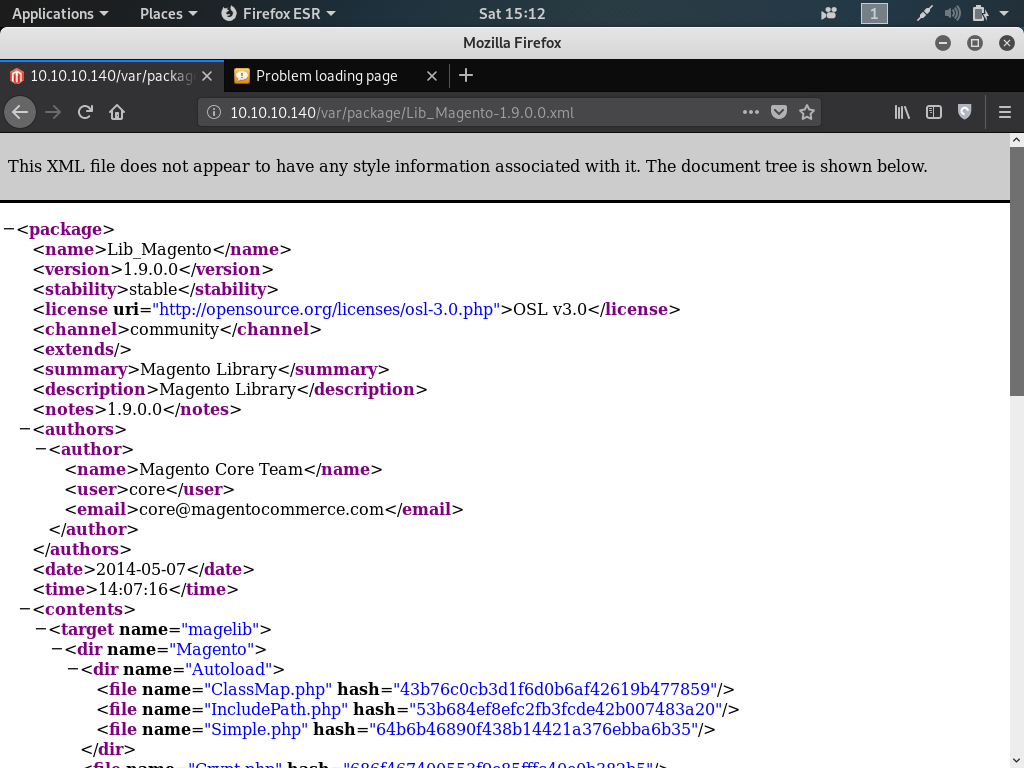 Applications Places Firefox ESR Sat 15:12 1
Mozilla Firefox
10.10.10.140/var/packag Problem loading page
10.10.10.140/var/package/Lib_Magento-1.9.0.0.xml
This XML file does not appear to have any style information associated with it. The document tree is shown below.
−<package>
<name>Lib_Magento</name>
<version>1.9.0.0</version>
<stability>stable</stability>
<license uri="http://opensource.org/licenses/osl-3.0.php">OSL v3.0</license>
<channel>community</channel>
<extends/>
<summary>Magento Library</summary>
<description>Magento Library</description>
<notes>1.9.0.0</notes>
−<authors>
−<author>
<name>Magento Core Team</name>
<user>core</user>
<email>core@magentocommerce.com</email>
</author>
</authors>
<date>2014-05-07</date>
<time>14:07:16</time>
−<contents>
−<target name="magelib">
−<dir name="Magento">
−<dir name="Autoload">
<file name="ClassMap.php" hash="43b76c0cb3d1f6d0b6af42619b477859"/>
<file name="IncludePath.php" hash="53b684ef8efc2fb3fcde42b007483a20"/>
<file name="Simple.php" hash="64b6b46890f438b14421a376ebba6b35"/>
</dir>
<file name="Crypt.php" hash=